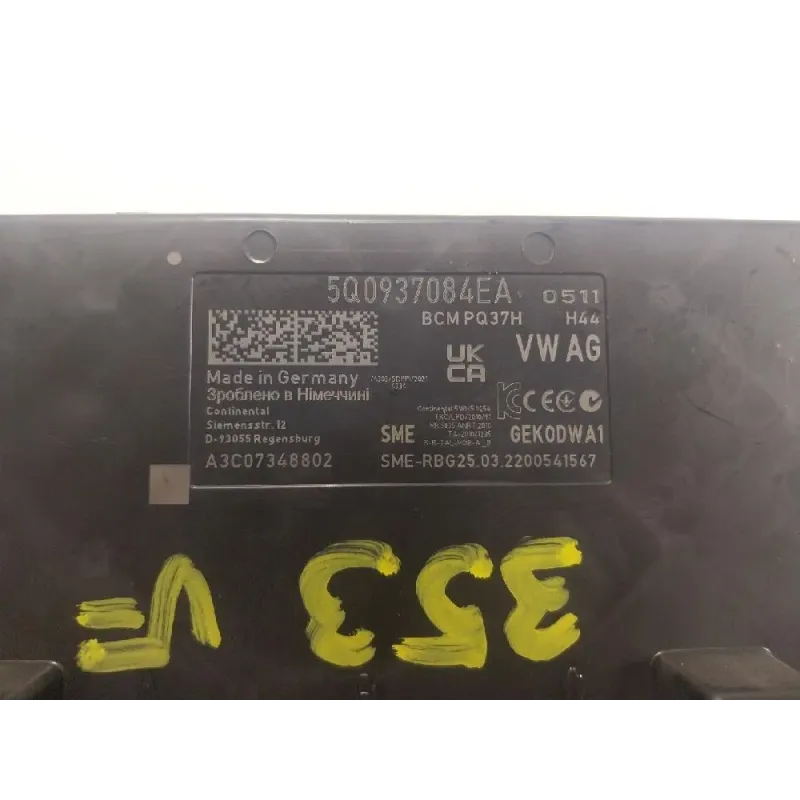 5Q0937084EA 0511
BCM PQ37H H44
UK
CA
VW AG
Made in Germany
Зроблено в Німеччині
Continental
Siemensstr. 12
D-93055 Regensburg
SME
GEKODWA1
A3C07348802
SME-RBG25.03.2200541567
353